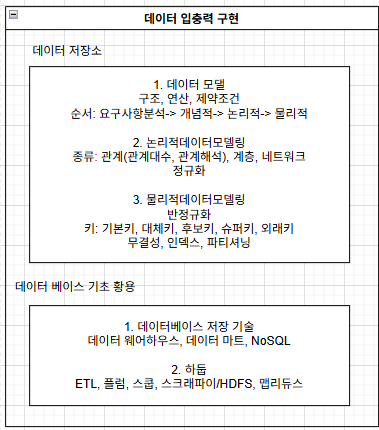 데이터 입출력 구현
데이터 저장소
1. 데이터 모델
구조, 연산, 제약조건
순서: 요구사항분석-> 개념적-> 논리적-> 물리적
2. 논리적데이터모델링
종류: 관계(관계대수, 관계해석), 계층, 네트워크
정규화
3. 물리적데이터모델링
반정규화
키: 기본키, 대체키, 후보키, 슈퍼키, 외래키
무결성, 인덱스, 파티셔닝
데이터 베이스 기초 황용
1. 데이터베이스 저장 기술
데이터 웨어하우스, 데이터 마트, NoSQL
2. 하둡
ETL, 플럼, 스쿱, 스크래파이/HDFS, 맵리듀스